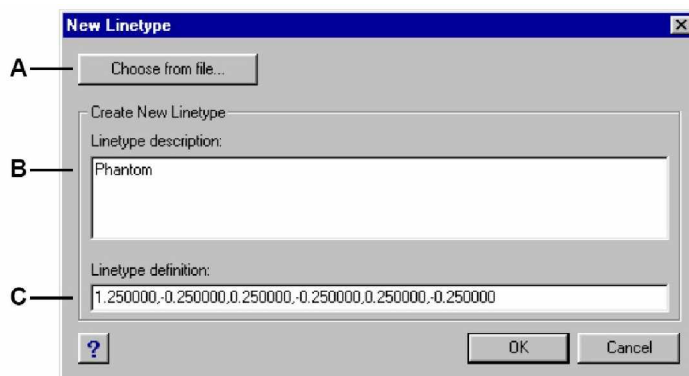 New Linetype
A
Choose from file...
Create New Linetype
Linetype description:
B
Phantom
Linetype definition:
C
1.250000,-0.250000,0.250000,-0.250000,0.250000,-0.250000
?
OK
Cancel